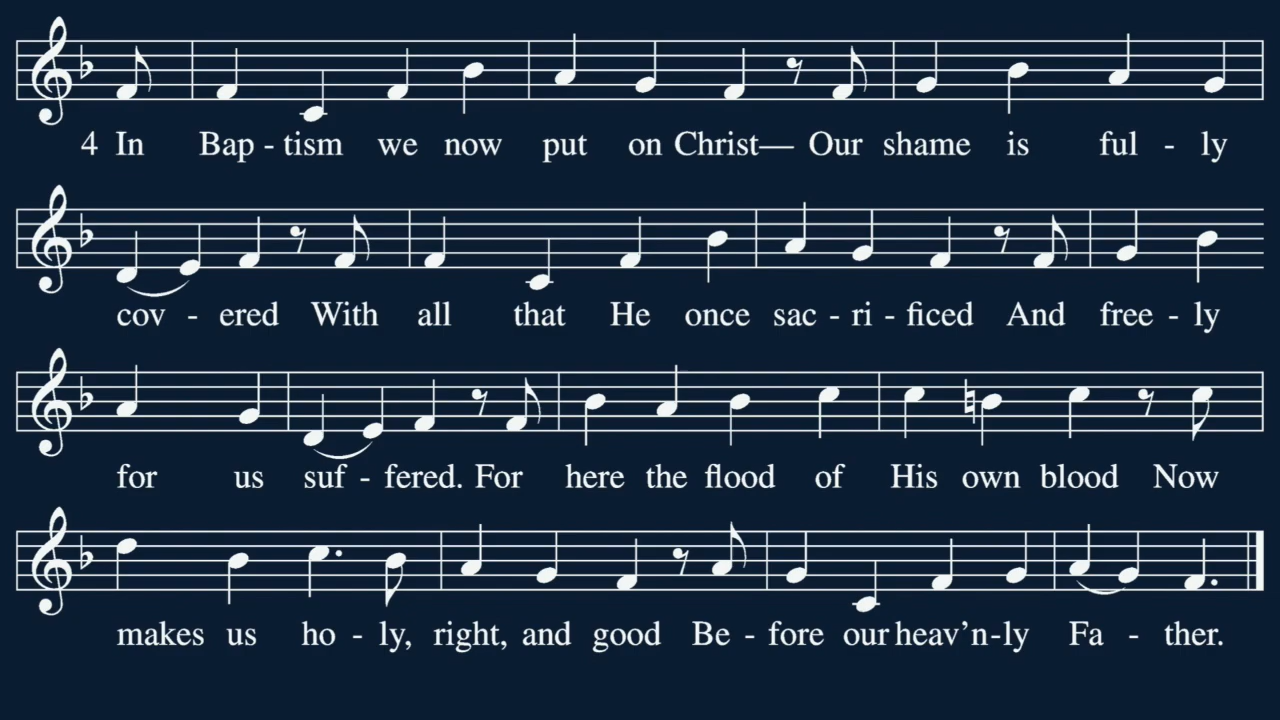 4 In Bap - tism we now put on Christ— Our shame is ful - ly
cov - ered With all that He once sac - ri - ficed And free - ly
for us suf - fered. For here the flood of His own blood Now
makes us ho - ly, right, and good Be - fore our heav’n-ly Fa - ther.